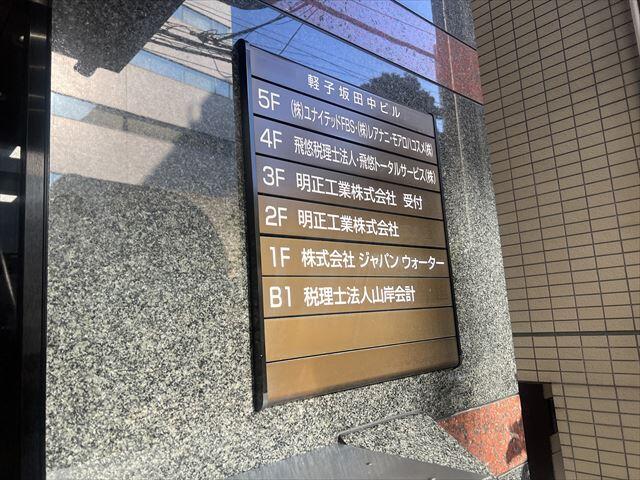 軽子坂田中ビル
5F (株)ユナイテッドFBS・(株)レアナニ・モアロハコスメ(株)
4F 飛悠税理士法人・飛悠トータルサービス(株)
3F 明正工業株式会社 受付
2F 明正工業株式会社
1F 株式会社 ジャパン ウォーター
B1 税理士法人山岸会計